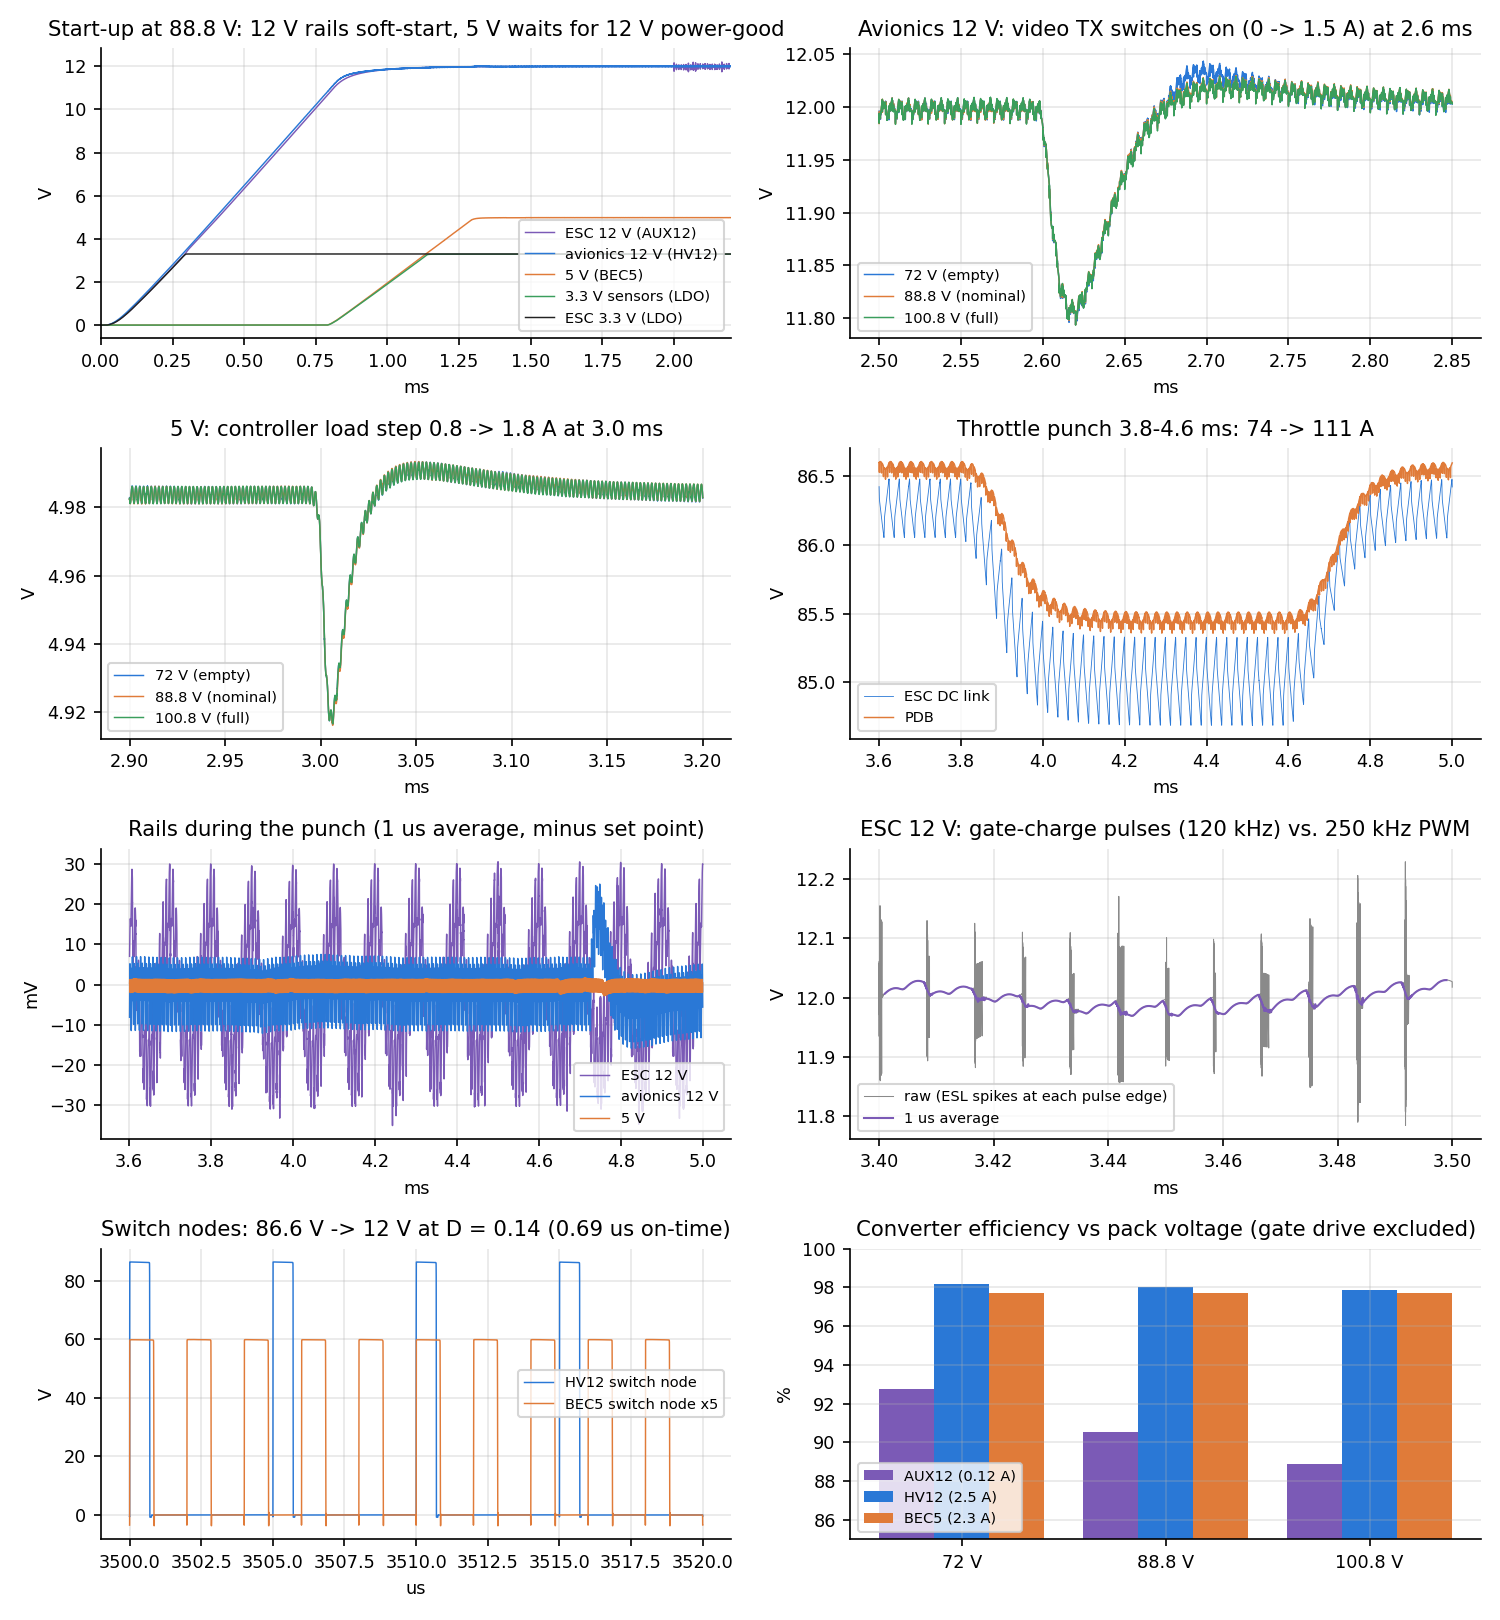 Start-up at 88.8 V: 12 V rails soft-start, 5 V waits for 12 V power-good
V
12
10
8
6
4
2
0
ESC 12 V (AUX12)
avionics 12 V (HV12)
5 V (BEC5)
3.3 V sensors (LDO)
ESC 3.3 V (LDO)
0.00 0.25 0.50 0.75 1.00 1.25 1.50 1.75 2.00
ms
Avionics 12 V: video TX switches on (0 -> 1.5 A) at 2.6 ms
V
12.05
12.00
11.95
11.90
11.85
11.80
72 V (empty)
88.8 V (nominal)
100.8 V (full)
2.50 2.55 2.60 2.65 2.70 2.75 2.80 2.85
ms
5 V: controller load step 0.8 -> 1.8 A at 3.0 ms
V
4.98
4.96
4.94
4.92
72 V (empty)
88.8 V (nominal)
100.8 V (full)
2.90 2.95 3.00 3.05 3.10 3.15 3.20
ms
Throttle punch 3.8-4.6 ms: 74 -> 111 A
V
86.5
86.0
85.5
85.0
ESC DC link
PDB
3.6 3.8 4.0 4.2 4.4 4.6 4.8 5.0
ms
Rails during the punch (1 us average, minus set point)
mV
30
20
10
0
−10
−20
−30
ESC 12 V
avionics 12 V
5 V
3.6 3.8 4.0 4.2 4.4 4.6 4.8 5.0
ms
ESC 12 V: gate-charge pulses (120 kHz) vs. 250 kHz PWM
V
12.2
12.1
12.0
11.9
11.8
raw (ESL spikes at each pulse edge)
1 us average
3.40 3.42 3.44 3.46 3.48 3.50
ms
Switch nodes: 86.6 V -> 12 V at D = 0.14 (0.69 us on-time)
V
80
60
40
20
0
HV12 switch node
BEC5 switch node x5
3500.0 3502.5 3505.0 3507.5 3510.0 3512.5 3515.0 3517.5 3520.0
us
Converter efficiency vs pack voltage (gate drive excluded)
%
100
98
96
94
92
90
88
86
AUX12 (0.12 A)
HV12 (2.5 A)
BEC5 (2.3 A)
72 V 88.8 V 100.8 V